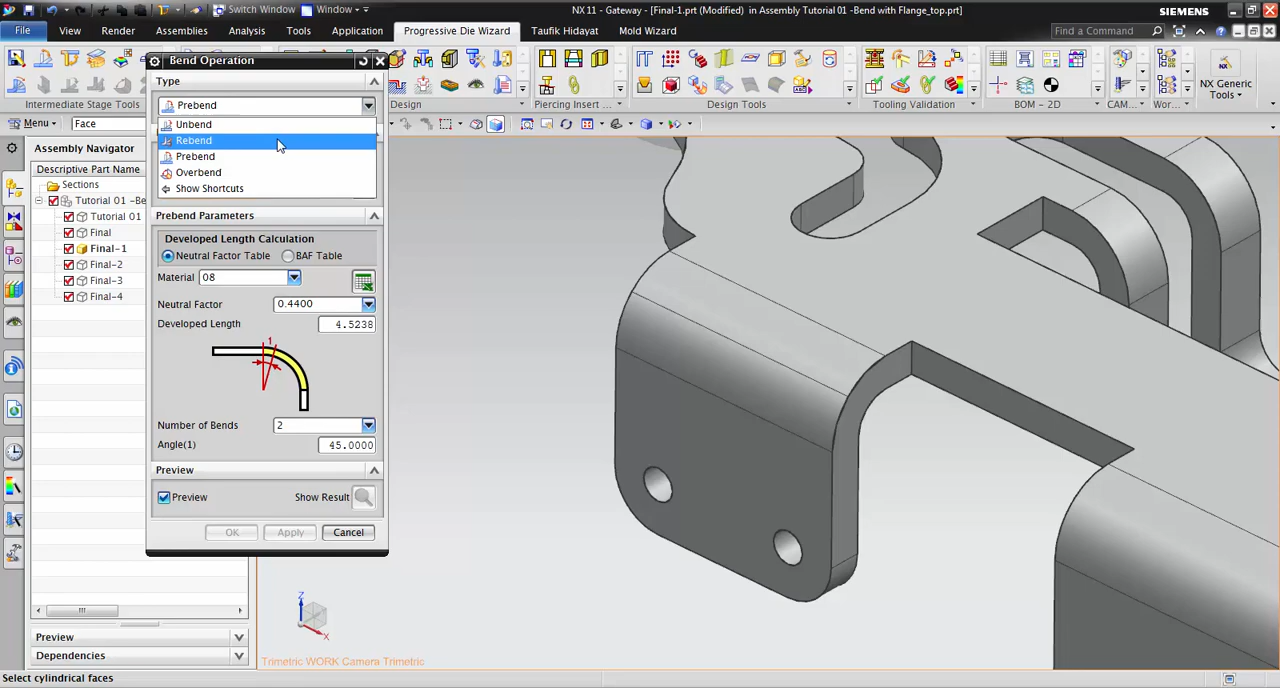 Switch Window
Window
NX 11 - Gateway - [Final-1.prt (Modified) in Assembly Tutorial 01 -Bend with Flange_top.prt]
SIEMENS
File
View
Render
Assemblies
Analysis
Tools
Application
Progressive Die Wizard
Taufik Hidayat
Mold Wizard
Find a Command
Intermediate Stage Tools
Design
Piercing Insert ...
Design Tools
Tooling Validation
BOM - 2D
CAM...
Wor...
NX Generic
Tools
Menu
Face
Bend Operation
Type
Prebend
Unbend
Rebend
Prebend
Overbend
Show Shortcuts
Prebend Parameters
Developed Length Calculation
Neutral Factor Table
BAF Table
Material
08
Neutral Factor
0.4400
Developed Length
4.5238
1
Number of Bends
2
Angle(1)
45.0000
Preview
Preview
Show Result
OK
Apply
Cancel
Assembly Navigator
Descriptive Part Name
Sections
Tutorial 01 -Be
Tutorial 01
Final
Final-1
Final-2
Final-3
Final-4
Preview
Dependencies
Z
X
Trimetric WORK Camera Trimetric
Select cylindrical faces